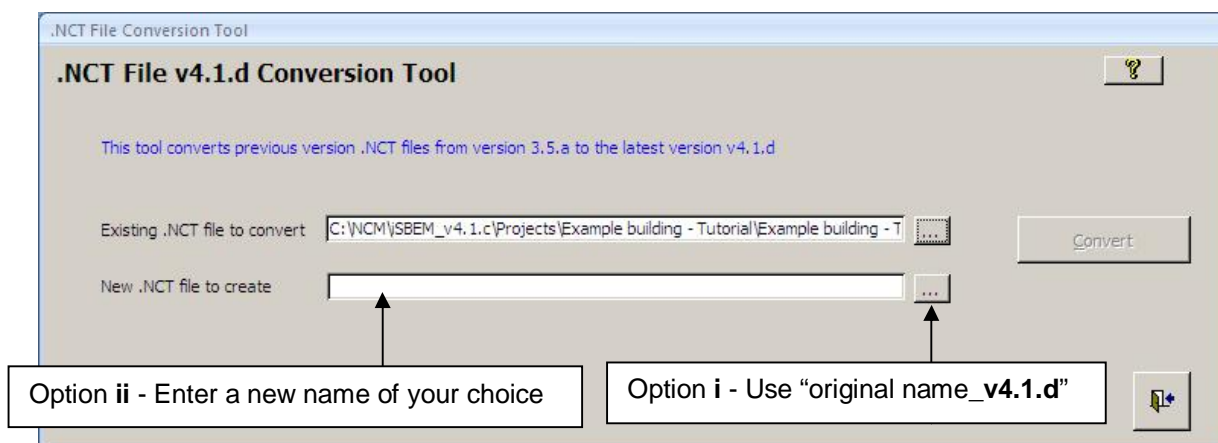 .NCT File Conversion Tool
.NCT File v4.1.d Conversion Tool
?
This tool converts previous version .NCT files from version 3.5.a to the latest version v4.1.d
Existing .NCT file to convert
C:\NCM\iSBEM_v4.1.c\Projects\Example building - Tutorial\Example building - T
...
Convert
New .NCT file to create
...
Option ii - Enter a new name of your choice
Option i - Use “original name_v4.1.d”